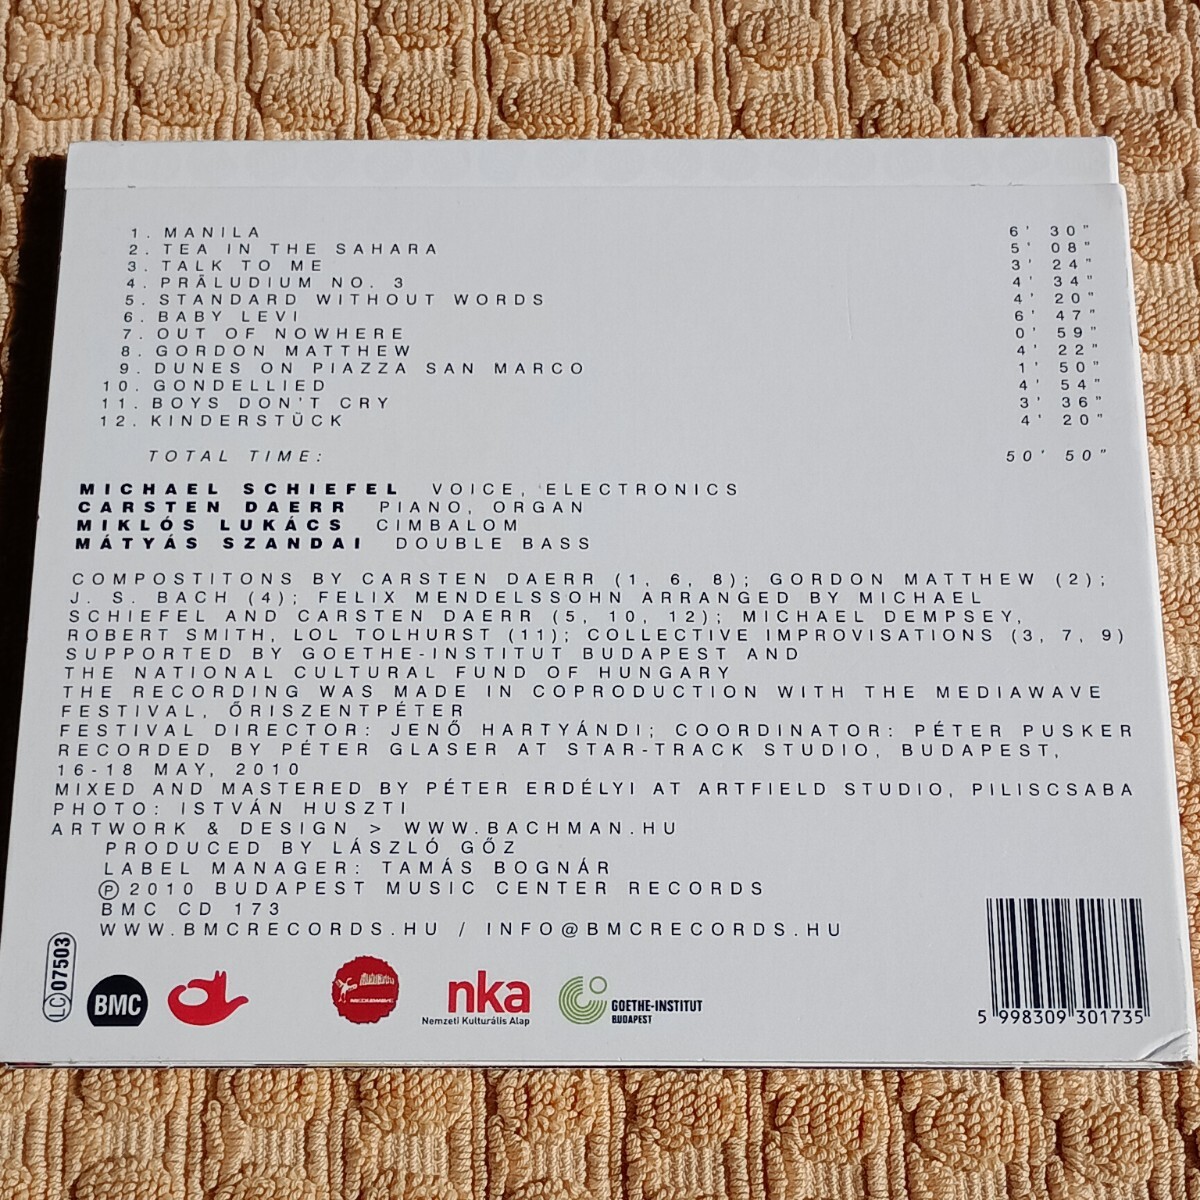 1. MANILA 6' 30"
2. TEA IN THE SAHARA 5' 08"
3. TALK TO ME 3' 24"
4. PRÄLUDIUM NO. 3 4' 34"
5. STANDARD WITHOUT WORDS 4' 20"
6. BABY LEVI 6' 47"
7. OUT OF NOWHERE 0' 59"
8. GORDON MATTHEW 4' 22"
9. DUNES ON PIAZZA SAN MARCO 1' 50"
10. GONDELLIED 4' 54"
11. BOYS DON'T CRY 3' 36"
12. KINDERSTÜCK 4' 20"
TOTAL TIME: 50' 50"
MICHAEL SCHIEFEL VOICE, ELECTRONICS
CARSTEN DAERR PIANO, ORGAN
MIKLÓS LUKÁCS CIMBALOM
MÁTYÁS SZANDAI DOUBLE BASS
COMPOSTITONS BY CARSTEN DAERR (1, 6, 8); GORDON MATTHEW (2);
J. S. BACH (4); FELIX MENDELSSOHN ARRANGED BY MICHAEL
SCHIEFEL AND CARSTEN DAERR (5, 10, 12); MICHAEL DEMPSEY,
ROBERT SMITH, LOL TOLHURST (11); COLLECTIVE IMPROVISATIONS (3, 7, 9)
SUPPORTED BY GOETHE-INSTITUT BUDAPEST AND
THE NATIONAL CULTURAL FUND OF HUNGARY
THE RECORDING WAS MADE IN COPRODUCTION WITH THE MEDIAWAVE
FESTIVAL, ŐRISZENTPÉTER
FESTIVAL DIRECTOR: JENŐ HARTYÁNDI; COORDINATOR: PÉTER PUSKER
RECORDED BY PÉTER GLASER AT STAR-TRACK STUDIO, BUDAPEST,
16-18 MAY, 2010
MIXED AND MASTERED BY PÉTER ERDÉLYI AT ARTFIELD STUDIO, PILISCSABA
PHOTO: ISTVÁN HUSZTI
ARTWORK & DESIGN > WWW.BACHMAN.HU
PRODUCED BY LÁSZLÓ GŐZ
LABEL MANAGER: TAMÁS BOGNÁR
℗ 2010 BUDAPEST MUSIC CENTER RECORDS
BMC CD 173
WWW.BMCRECORDS.HU / INFO@BMCRECORDS.HU
LC 07503
BMC
MEDIAWAVE
nka
Nemzeti Kulturális Alap
GOETHE-INSTITUT
BUDAPEST
5 998309 301735